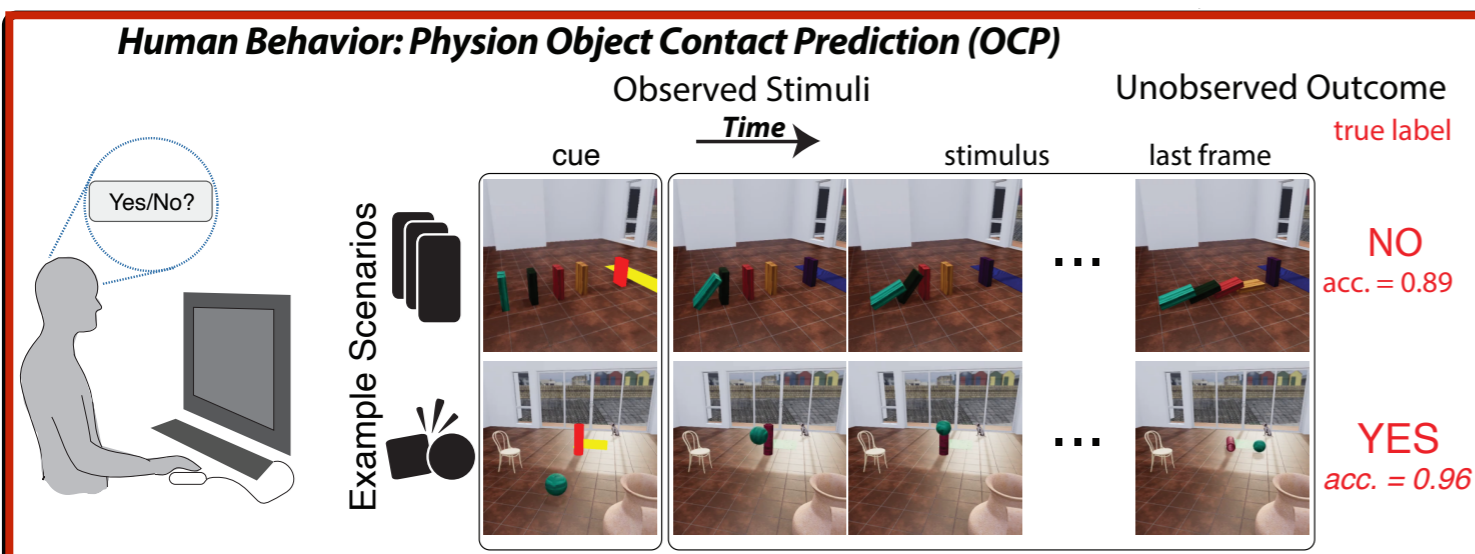 Human Behavior: Physion Object Contact Prediction (OCP)
Observed Stimuli
Unobserved Outcome
Time
true label
cue
stimulus
last frame
Yes/No?
Example Scenarios
...
NO
acc. = 0.89
...
YES
acc. = 0.96